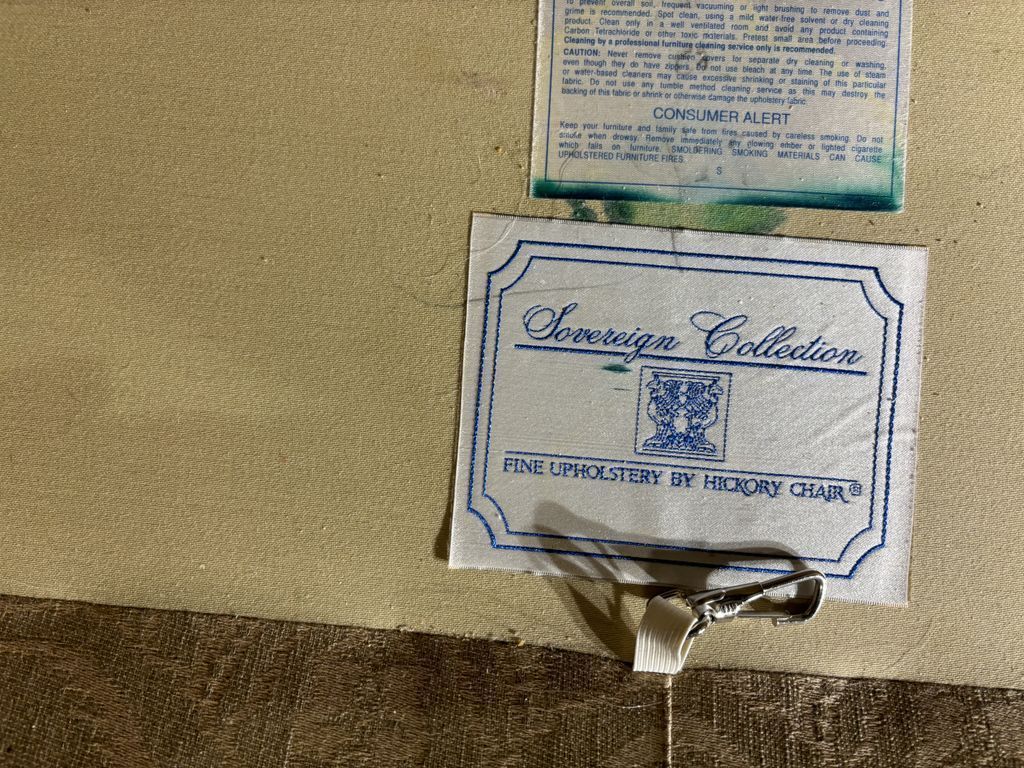 To prevent overall soil, frequent vacuuming or light brushing to remove dust and
grime is recommended. Spot clean, using a mild water-free solvent or dry cleaning
product. Clean only in a well ventilated room and avoid any product containing
Carbon Tetrachloride or other toxic materials. Pretest small area before proceeding.
Cleaning by a professional furniture cleaning service only is recommended.
CAUTION: Never remove cushion covers for separate dry cleaning or washing,
even though they do have zippers. Do not use bleach at any time. The use of steam
or water-based cleaners may cause excessive shrinking or staining of this particular
fabric. Do not use any tumble method cleaning service as this may destroy the
backing of this fabric or shrink or otherwise damage the upholstery fabric.
CONSUMER ALERT
Keep your furniture and family safe from fires caused by careless smoking. Do not
smoke when drowsy. Remove immediately any glowing ember or lighted cigarette
which falls on furniture. SMOLDERING SMOKING MATERIALS CAN CAUSE
UPHOLSTERED FURNITURE FIRES.
S
Sovereign Collection
FINE UPHOLSTERY BY HICKORY CHAIR®